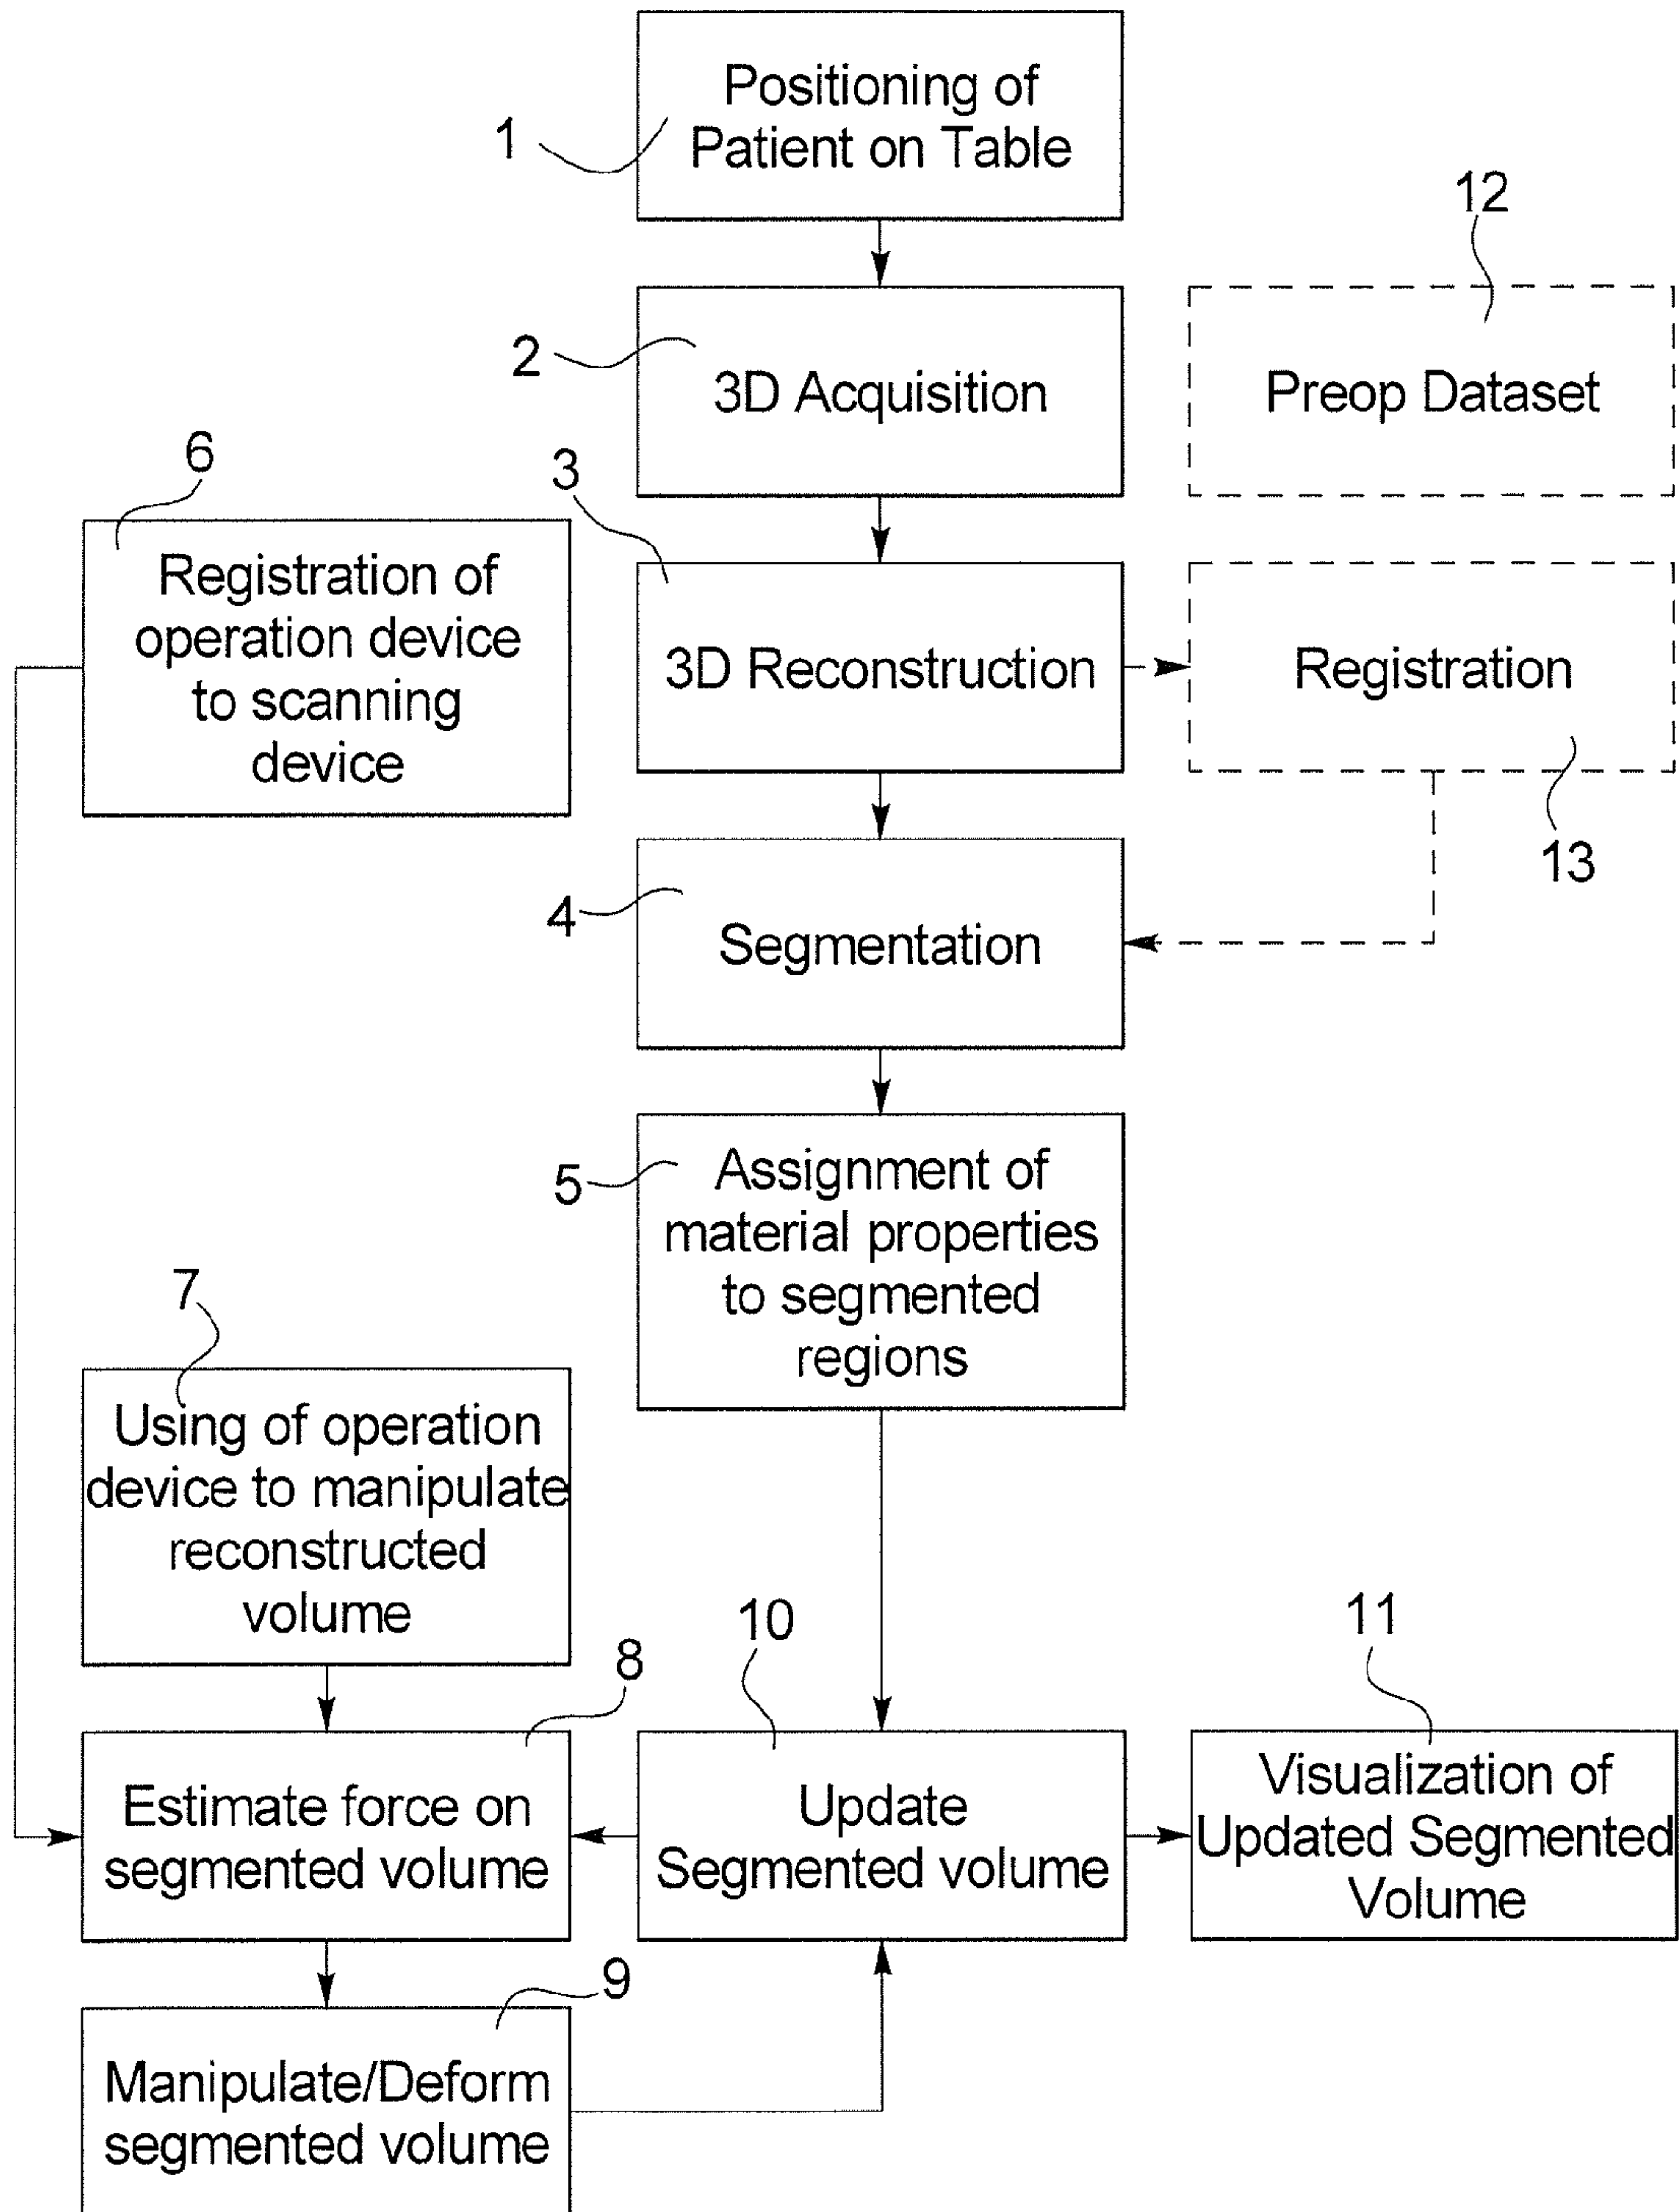 Positioning of
Patient on Table
1
12
2
3D Acquisition
Preop Dataset
6
3
Registration of
operation device
to scanning
device
3D Reconstruction
Registration
13
4
Segmentation
5
Assignment of
material properties
to segmented
regions
7
Using of operation
device to manipulate
reconstructed
volume
8
10
11
Estimate force on
segmented volume
Update
Segmented volume
Visualization of
Updated Segmented
Volume
9
Manipulate/Deform
segmented volume